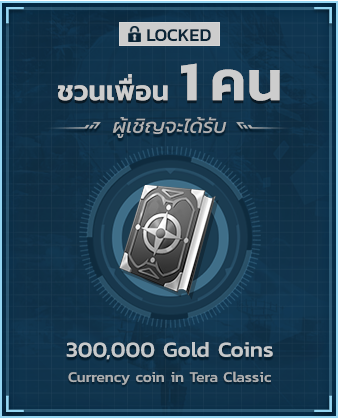 LOCKED
ชวนเพื่อน 1 คน
ผู้เชิญจะได้รับ
300,000 Gold Coins
Currency coin in Tera Classic